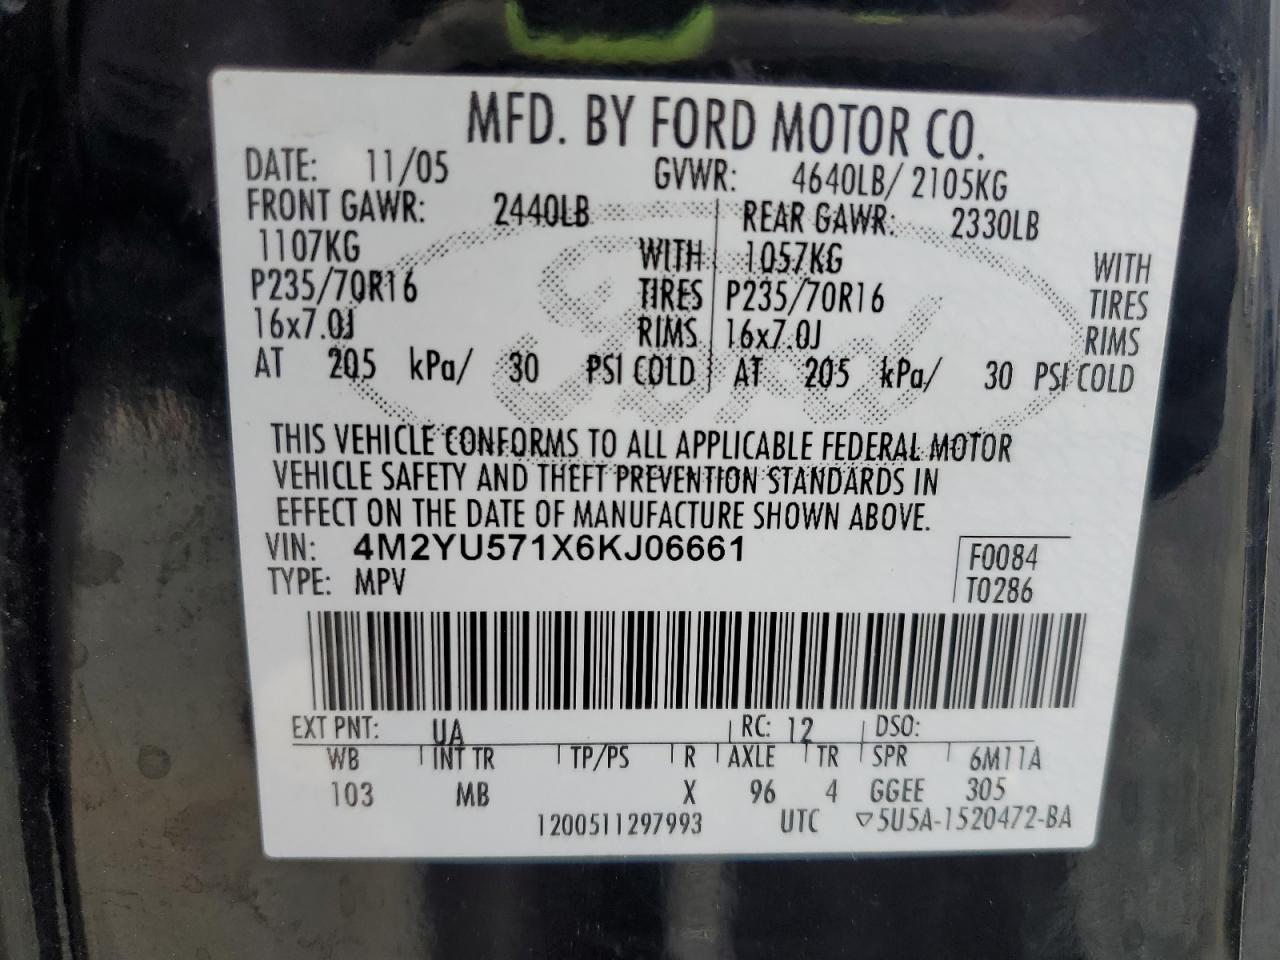 MFD. BY FORD MOTOR CO.
DATE: 11/05 GVWR: 4640LB/ 2105KG
FRONT GAWR: 2440LB REAR GAWR: 2330LB
1107KG WITH 1057KG WITH
P235/70R16 TIRES P235/70R16 TIRES
16x7.0J RIMS 16x7.0J RIMS
AT 205 kPa/ 30 PSI COLD AT 205 kPa/ 30 PSI COLD
Ford
THIS VEHICLE CONFORMS TO ALL APPLICABLE FEDERAL MOTOR
VEHICLE SAFETY AND THEFT PREVENTION STANDARDS IN
EFFECT ON THE DATE OF MANUFACTURE SHOWN ABOVE.
VIN: 4M2YU571X6KJ06661 F0084
TYPE: MPV T0286
EXT PNT: UA RC: 12 DSO:
WB INT TR TP/PS R AXLE TR SPR 6M11A
103 MB X 96 4 GGEE 305
1200511297993 UTC ▽5U5A-1520472-BA